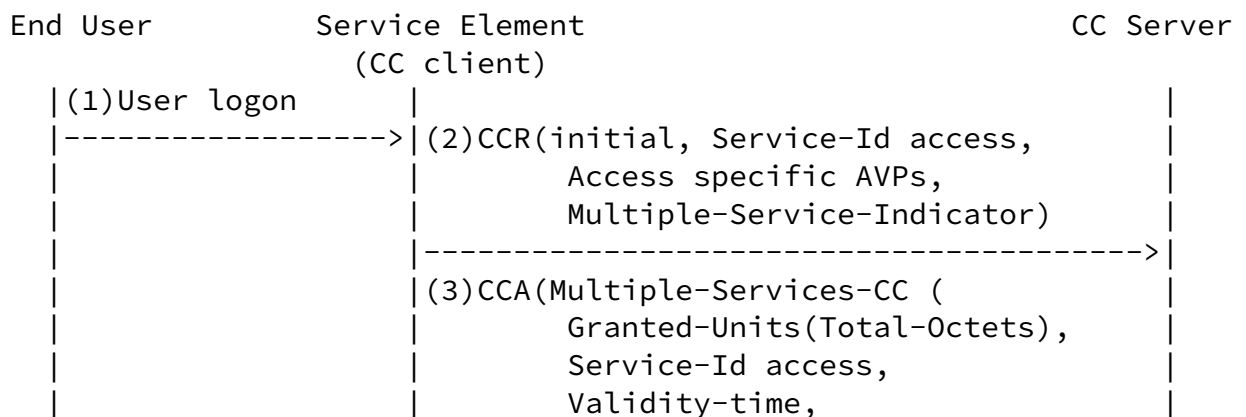 End User            Service Element                           CC Server
                      (CC client)
   |(1)User logon      |                                         |
   |------------------>|(2)CCR(initial, Service-Id access,       |
   |                   |        Access specific AVPs,            |
   |                   |        Multiple-Service-Indicator)      |
   |                   |---------------------------------------->|
   |                   |(3)CCA(Multiple-Services-CC (            |
   |                   |        Granted-Units(Total-Octets),     |
   |                   |        Service-Id access,               |
   |                   |        Validity-time,                   |